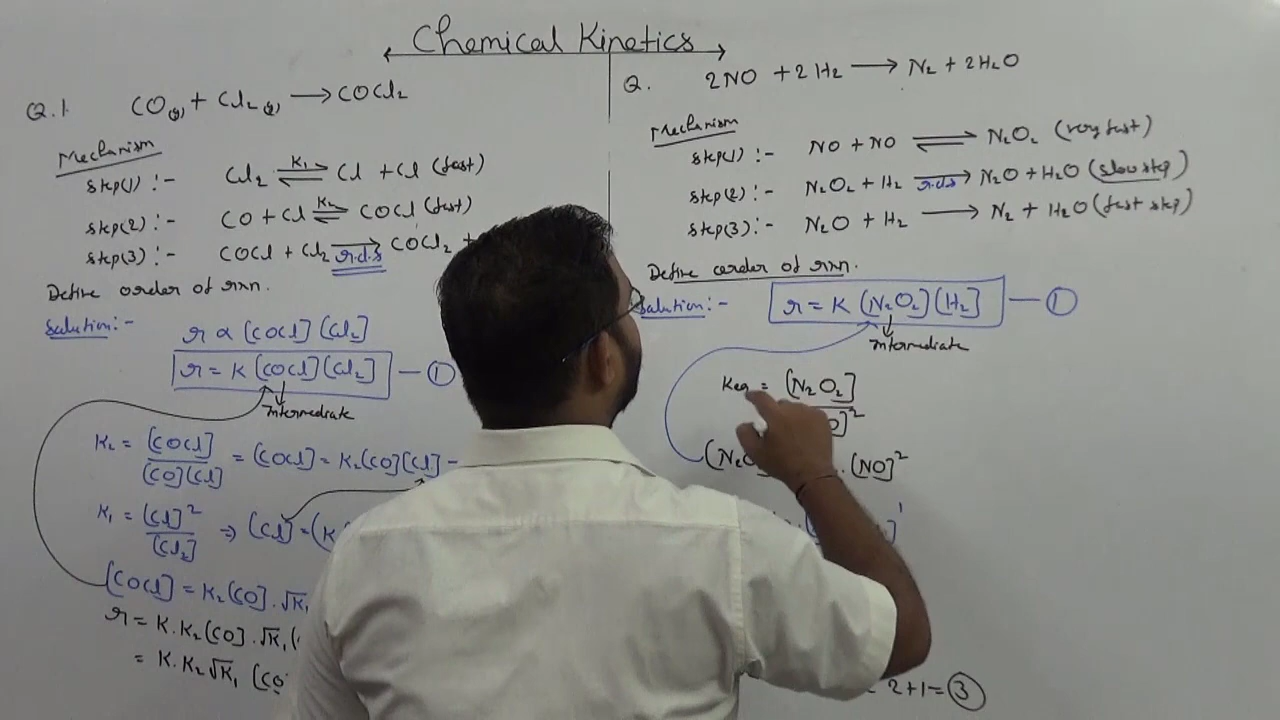 Chemical Kinetics
Q.1. CO(g) + Cl2(g) → COCl2
Mechanism
Step(1) :- Cl2 ⇌ Cl + Cl (fast)
K1
Step(2) :- CO + Cl ⇌ COCl (fast)
K2
Step(3) :- COCl + Cl2 → COCl2 +
r.d.s
Define order of rxn.
Solution:-
r α [COCl][Cl2]
r = K [COCl][Cl2] — ①
Intermediate
K2 = [COCl]/[CO][Cl] = [COCl] = K2[CO][Cl] –
K1 = [Cl]²/[Cl2] ⇒ [Cl] = (K
[COCl] = K2[CO] . √K1
r = K.K2[CO] . √K1 (
= K.K2√K1 [CO
Q. 2NO + 2H2 → N2 + 2H2O
Mechanism
Step(1) :- NO + NO ⇌ N2O2 (very fast)
Step(2) :- N2O2 + H2 → N2O + H2O (slow step)
r.d.s
Step(3) :- N2O + H2 → N2 + H2O (fast step)
Define order of rxn.
Solution:-
r = K [N2O2][H2] — ①
Intermediate
Keq = [N2O2]
O]²
[N2O
. [NO]²
= 2+1 = ③